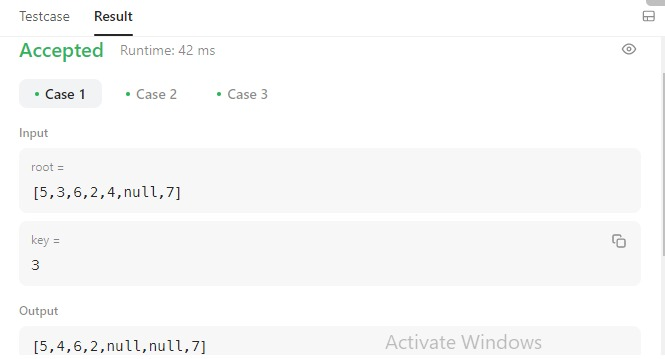 Testcase Result
Accepted Runtime: 42 ms
• Case 1 • Case 2 • Case 3
Input
root =
[5,3,6,2,4,null,7]
key =
3
Output
[5,4,6,2,null,null,7]
Activate Windows